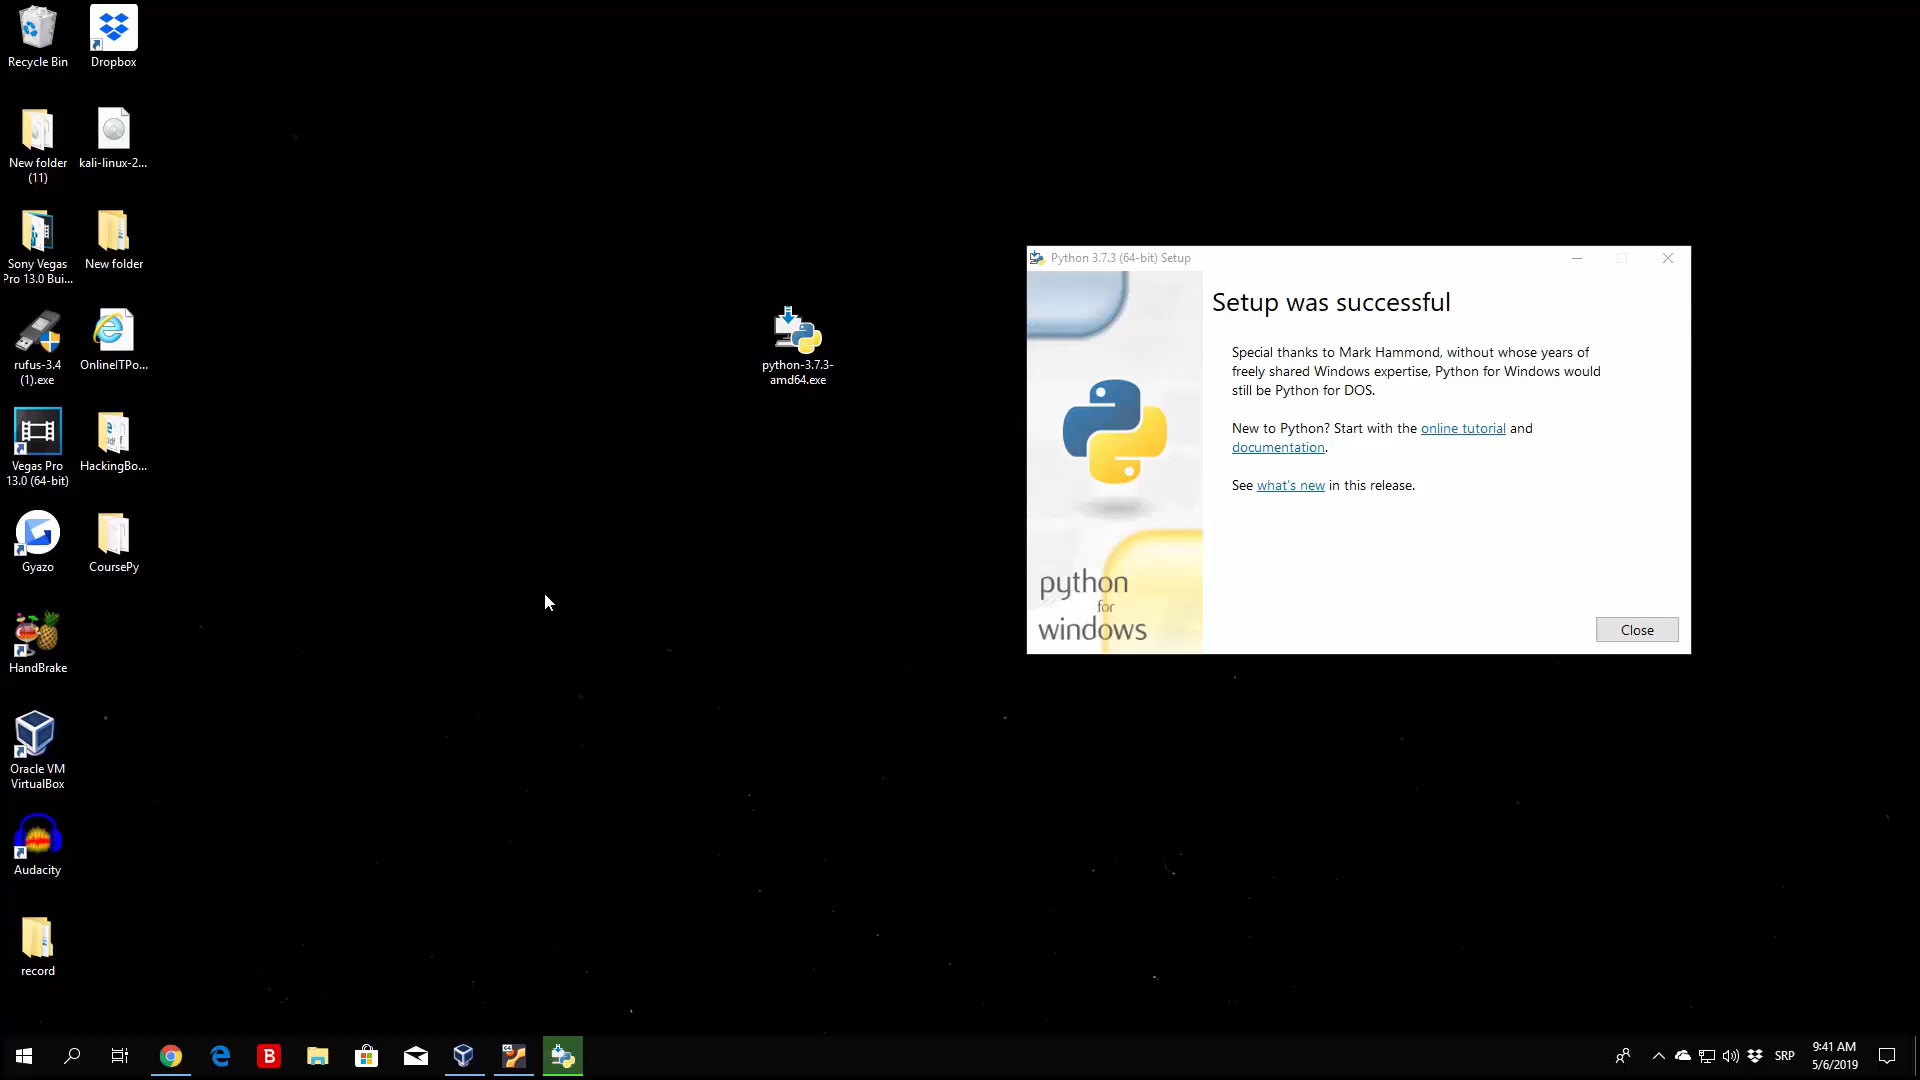 Recycle Bin
Dropbox
New folder
(11)
kali-linux-2...
Sony Vegas
Pro 13.0 Bui...
New folder
rufus-3.4
(1).exe
OnlineITPo...
Vegas Pro
13.0 (64-bit)
HackingBo...
Gyazo
CoursePy
HandBrake
Oracle VM
VirtualBox
Audacity
record
python-3.7.3-
amd64.exe
Python 3.7.3 (64-bit) Setup
Setup was successful
Special thanks to Mark Hammond, without whose years of
freely shared Windows expertise, Python for Windows would
still be Python for DOS.
New to Python? Start with the online tutorial and
documentation.
See what's new in this release.
python
for
windows
Close
B
64
SRP
9:41 AM
5/6/2019